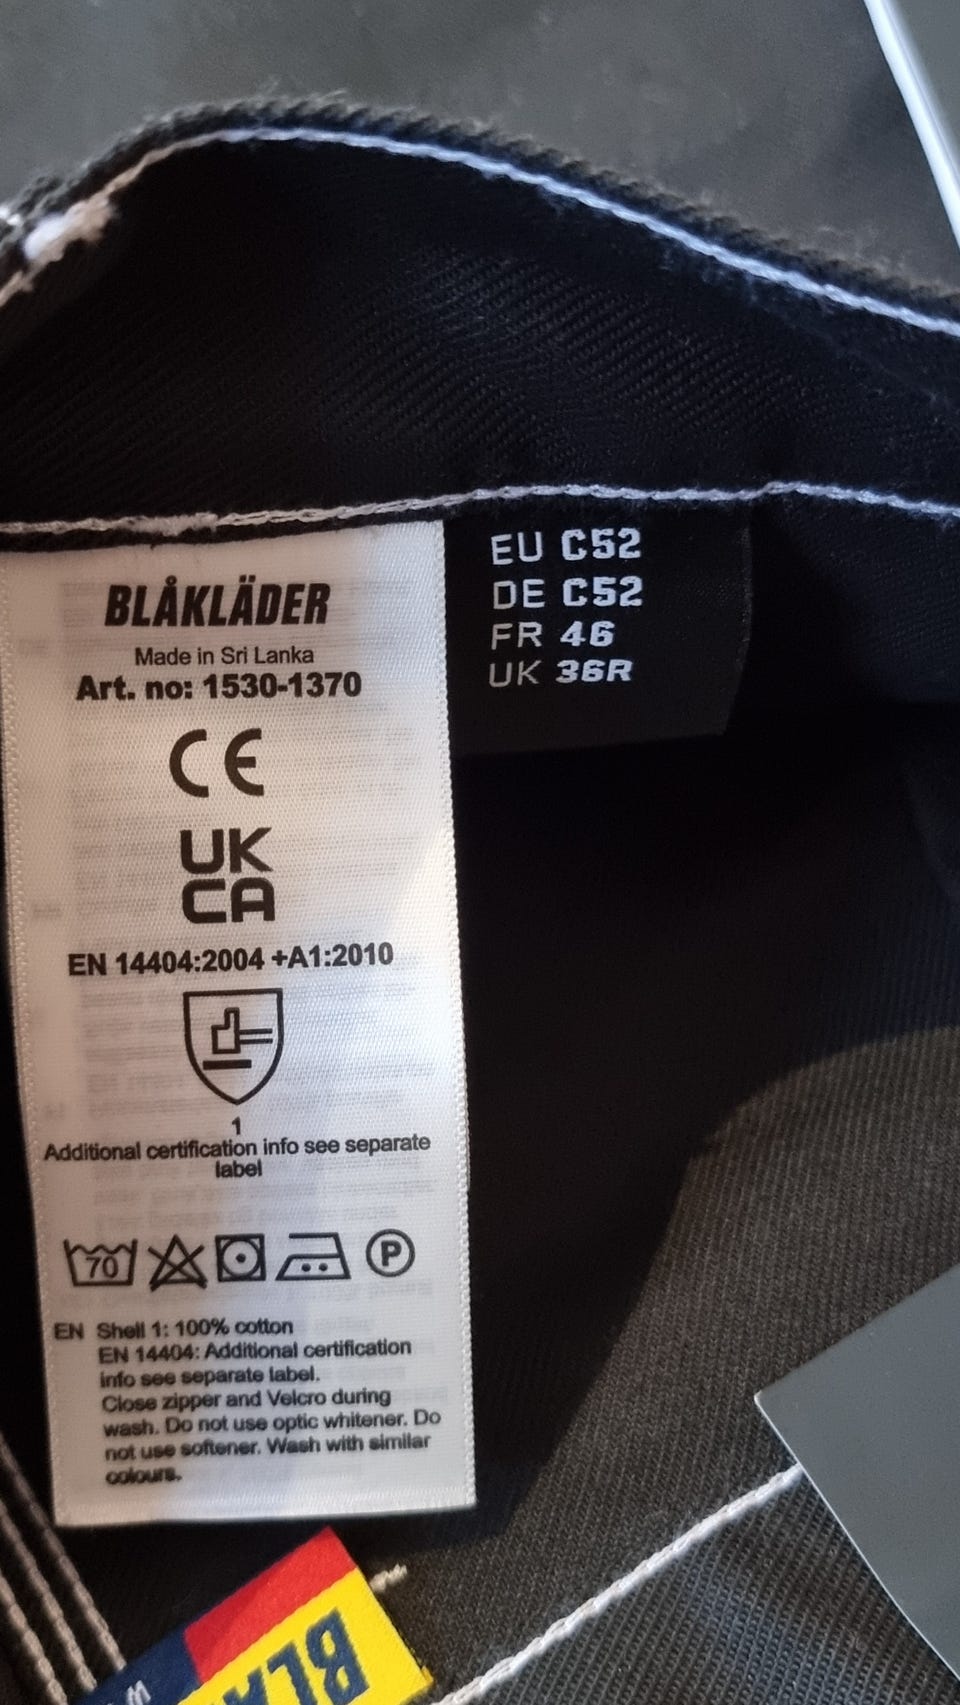 BLÅKLÄDER
Made in Sri Lanka
Art. no: 1530-1370
CE
UK
CA
EN 14404:2004 +A1:2010
1
Additional certification info see separate
label
70
P
EN Shell 1: 100% cotton
EN 14404: Additional certification
info see separate label.
Close zipper and Velcro during
wash. Do not use optic whitener. Do
not use softener. Wash with similar
colours.
EU C52
DE C52
FR 46
UK 36R